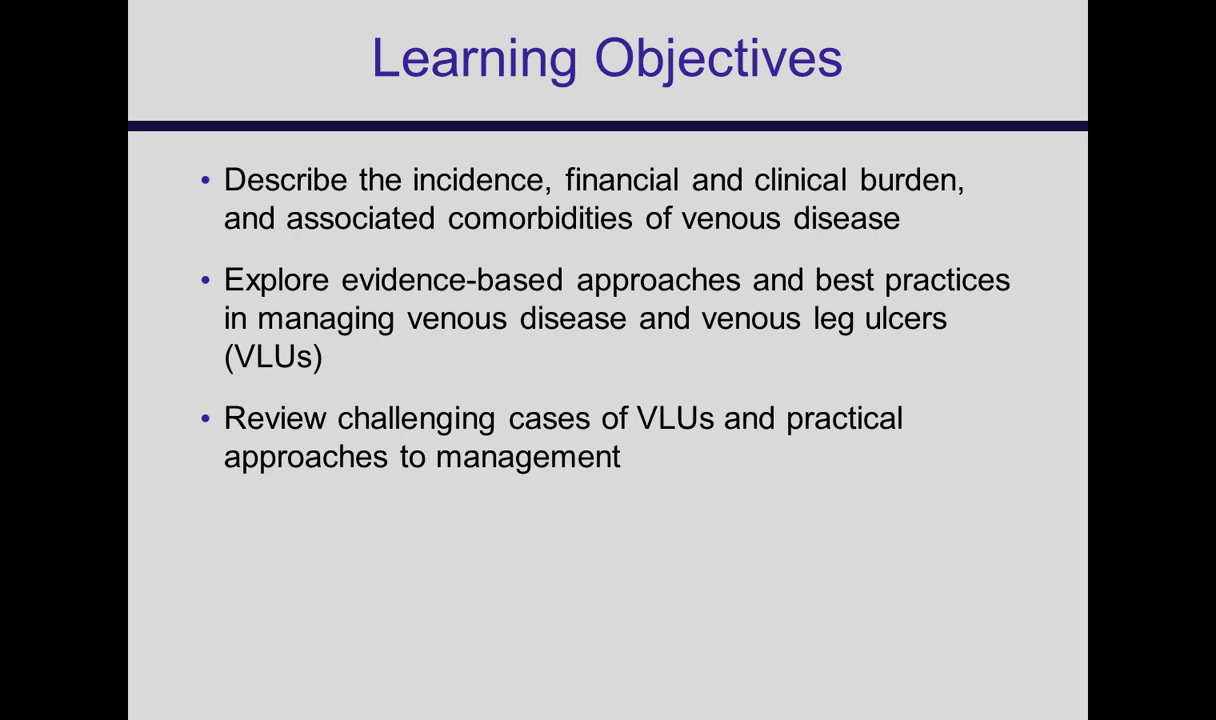 Learning Objectives
• Describe the incidence, financial and clinical burden,
and associated comorbidities of venous disease
• Explore evidence-based approaches and best practices
in managing venous disease and venous leg ulcers
(VLUs)
• Review challenging cases of VLUs and practical
approaches to management